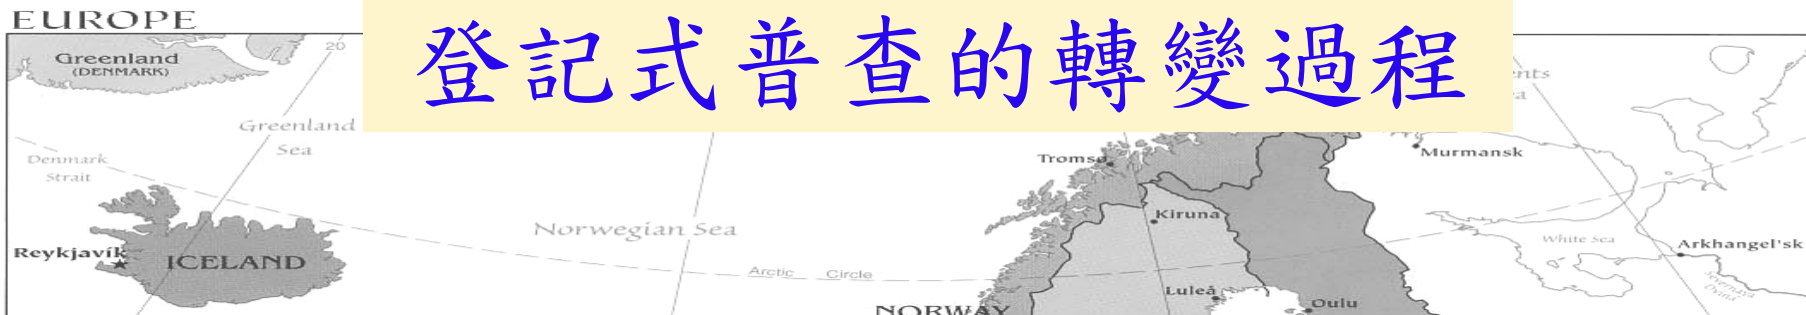 EUROPE
登記式普查的轉變過程
20
Greenland
(DENMARK)
Greenland
Sea
Denmark
Strait
Tromsø
Murmansk
Kiruna
Norwegian Sea
White Sea
Arkhangel'sk
Reykjavík
ICELAND
Arctic Circle
Luleå
Oulu
NORWAY